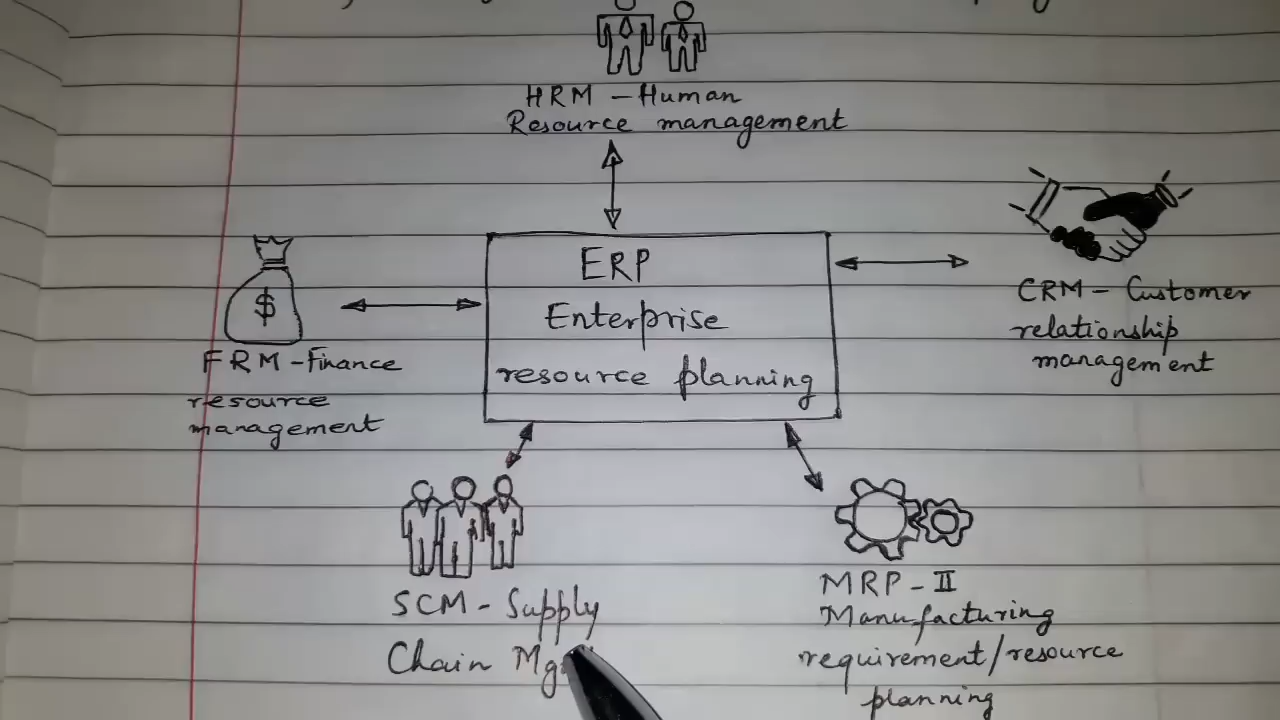 HRM - Human
Resource management
ERP
Enterprise
resource planning
$
FRM - Finance
resource
management
CRM - Customer
relationship
management
SCM - Supply
Chain
MRP - II
Manufacturing
requirement/resource
planning